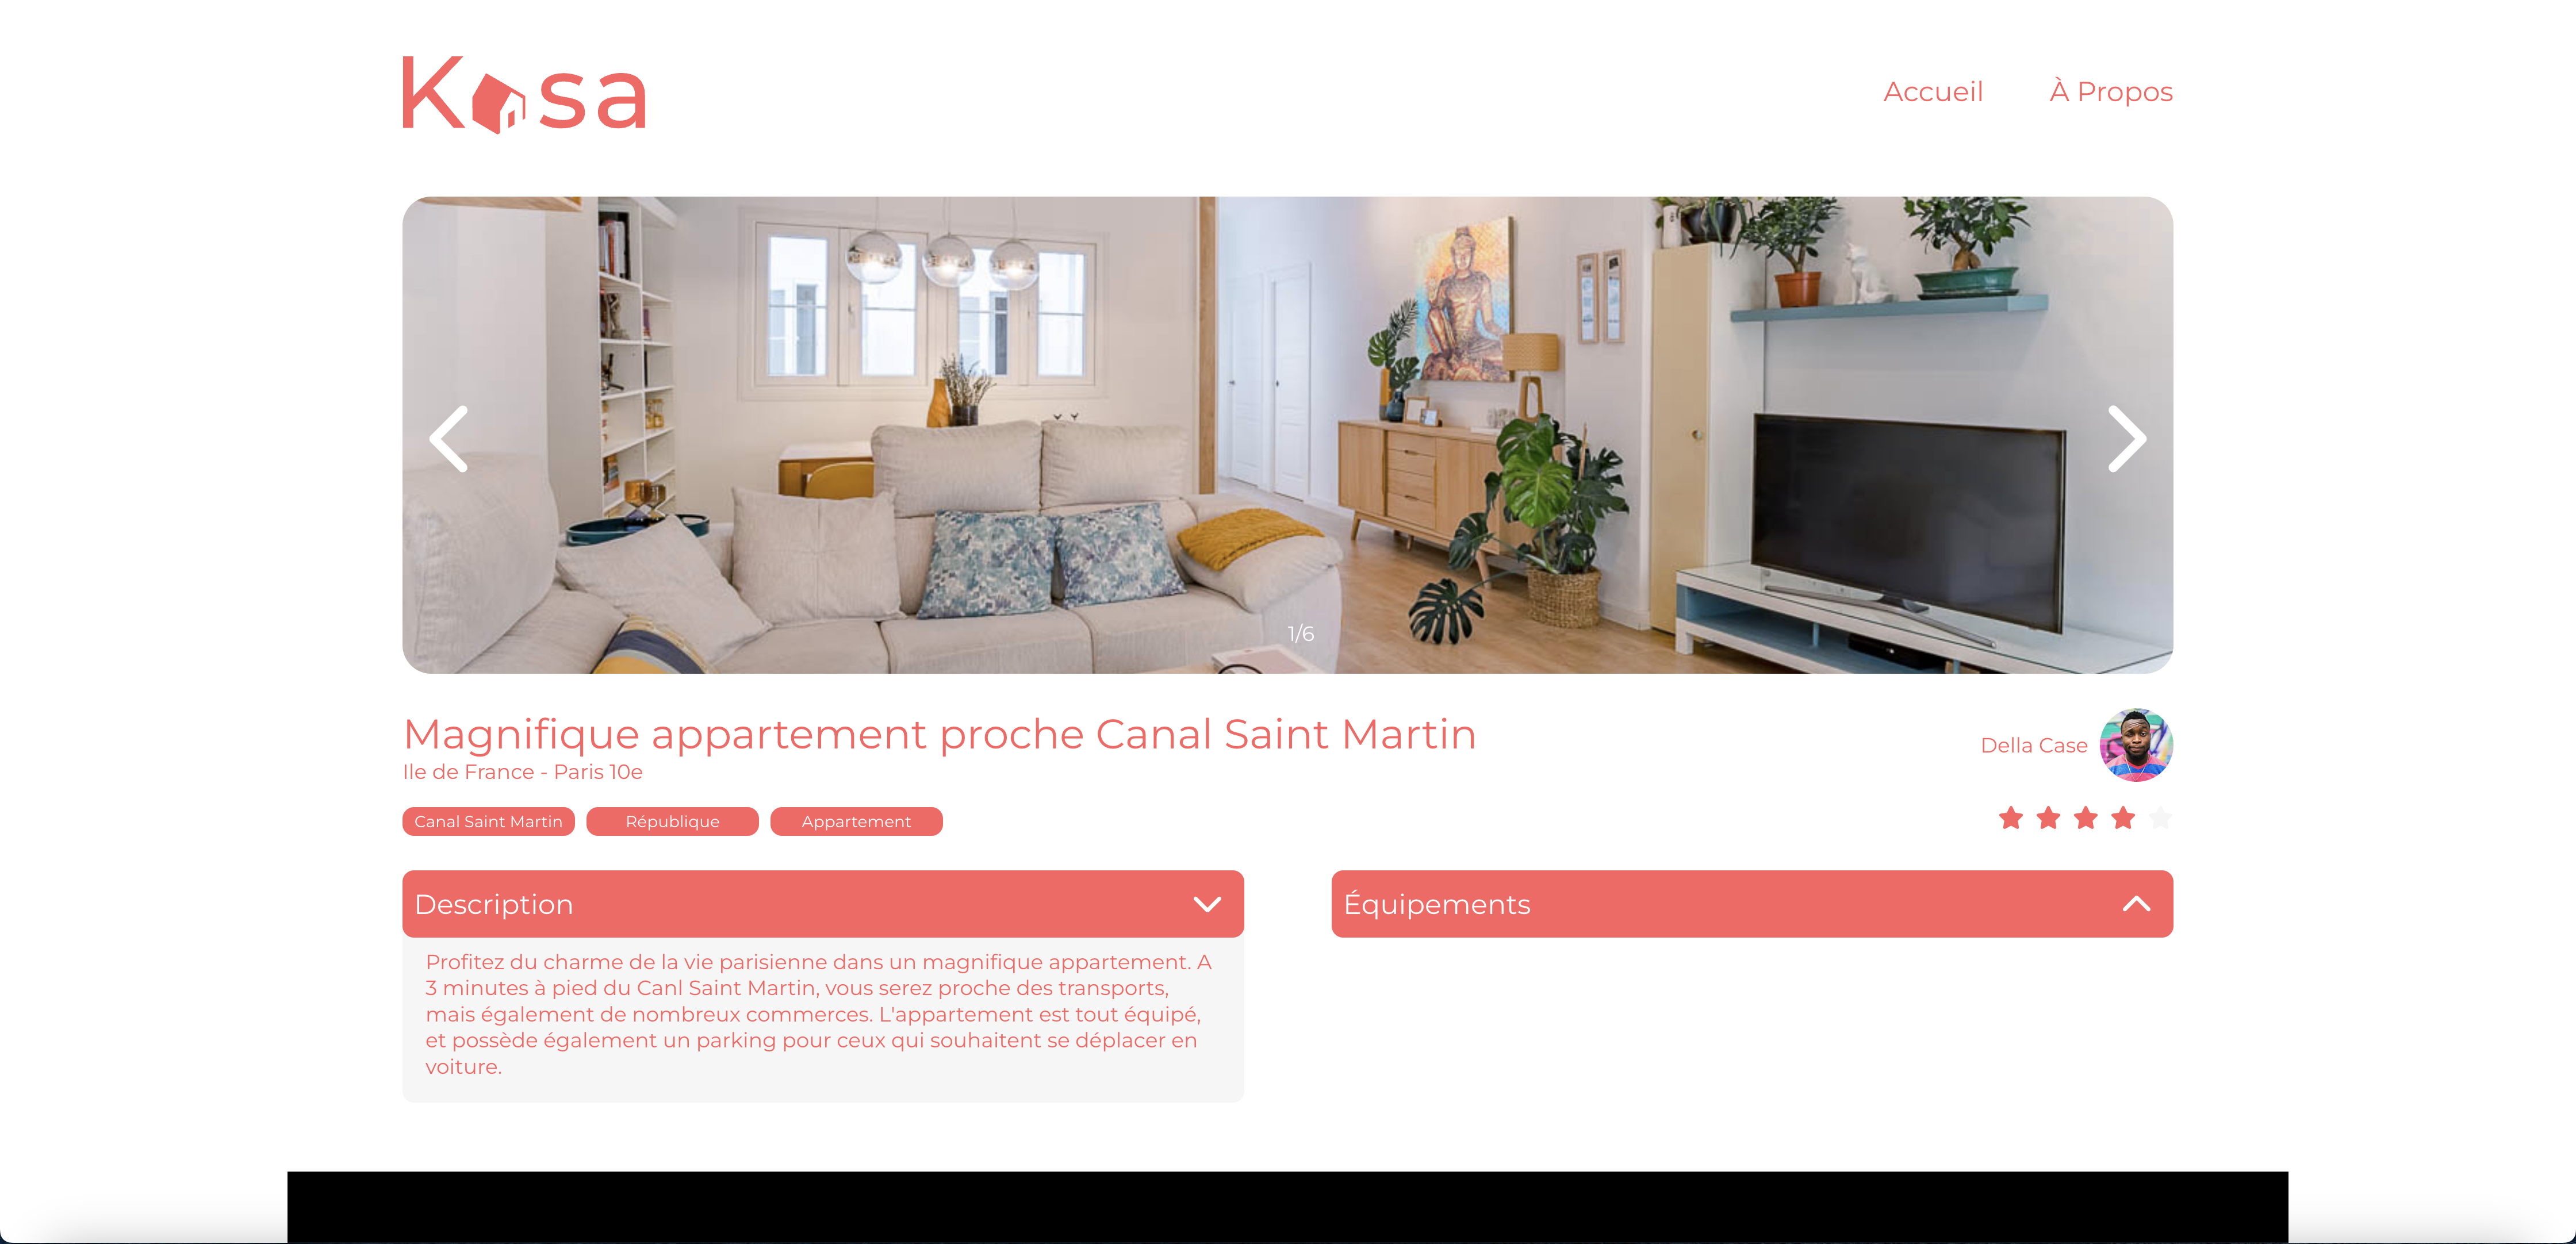 Kasa
Accueil À Propos
1/6
Magnifique appartement proche Canal Saint Martin
Ile de France - Paris 10e
Della Case
Canal Saint Martin République Appartement
Description
Profitez du charme de la vie parisienne dans un magnifique appartement. A
3 minutes à pied du Canl Saint Martin, vous serez proche des transports,
mais également de nombreux commerces. L'appartement est tout équipé,
et possède également un parking pour ceux qui souhaitent se déplacer en
voiture.
Équipements